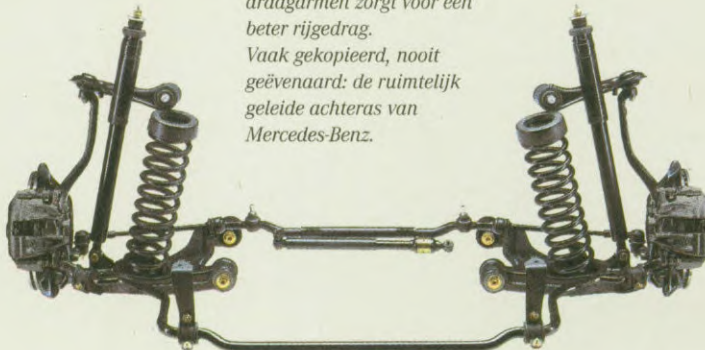 draagarmen zorgt voor een
beter rijgedrag.
Vaak gekopieerd, nooit
geëvenaard: de ruimtelijk
geleide achteras van
Mercedes-Benz.